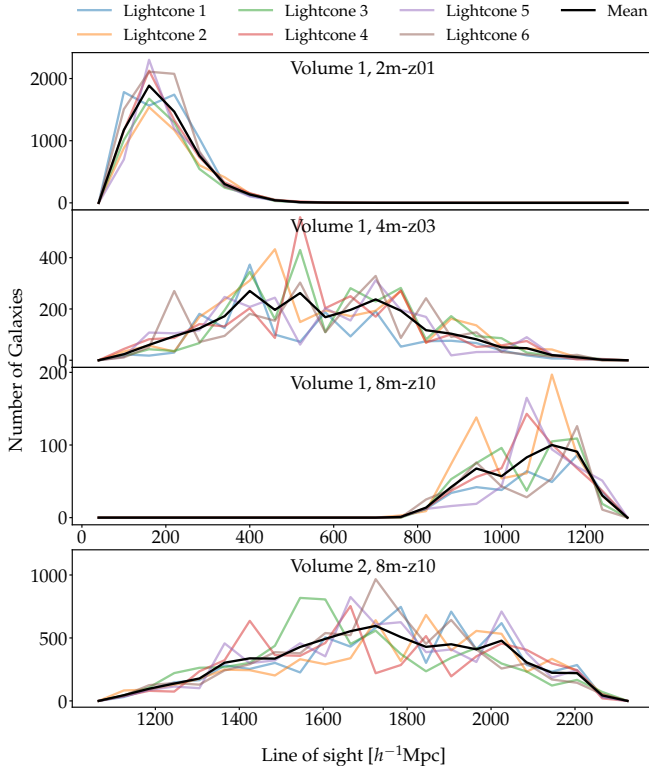 Lightcone 1 Lightcone 3 Lightcone 5 Mean
Lightcone 2 Lightcone 4 Lightcone 6
Volume 1, 2m-z01
2000
1000
0
Volume 1, 4m-z03
400
200
0
Volume 1, 8m-z10
200
100
0
0 200 400 600 800 1000 1200
Number of Galaxies
Volume 2, 8m-z10
1000
500
0
1200 1400 1600 1800 2000 2200
Line of sight [h⁻¹Mpc]